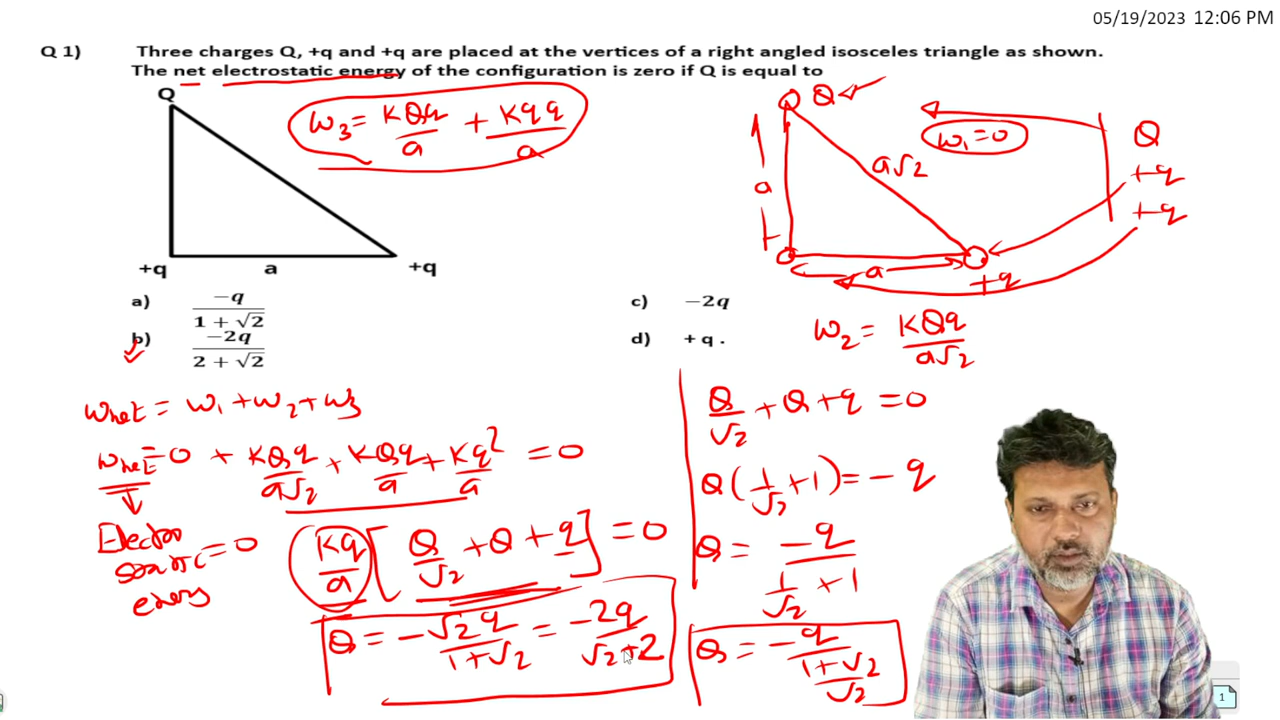 05/19/2023 12:06 PM
Q 1) Three charges Q, +q and +q are placed at the vertices of a right angled isosceles triangle as shown.
The net electrostatic energy of the configuration is zero if Q is equal to
Q
+q a +q
a) -q / (1 + √2)
b) -2q / (2 + √2)
c) -2q
d) + q .
w₃ = KQq/a + Kqq/a
Q
a
a√2
a
+q
w₁=0
Q
+q
+q
w₂ = KQq/a√2
Wnet = w₁ + w₂ + w₃
Wnet = 0 + KQq/a√2 + KQq/a + Kq²/a = 0
= 0
Kq/a [ Q/√2 + Q + q ] = 0
Q = -√2q/(1+√2) = -2q/(√2+2)
Q/√2 + Q + q = 0
Q(1/√2 + 1) = - q
Q = -q/(1/√2 + 1)
Q = -q/((1+√2)/√2)
1